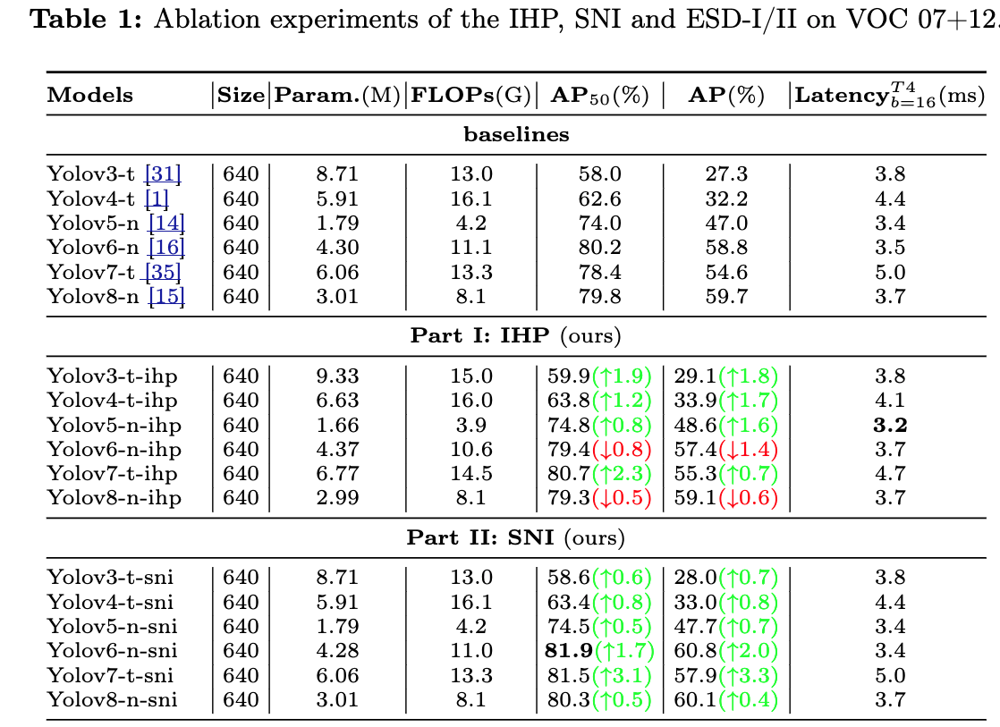 Table 1: Ablation experiments of the IHP, SNI and ESD-I/II on VOC 07+12.
Models | Size | Param.(M) | FLOPs(G) | AP50(%) | AP(%) | Latency T4 b=16 (ms)
baselines
Yolov3-t [31] | 640 | 8.71 | 13.0 | 58.0 | 27.3 | 3.8
Yolov4-t [1] | 640 | 5.91 | 16.1 | 62.6 | 32.2 | 4.4
Yolov5-n [14] | 640 | 1.79 | 4.2 | 74.0 | 47.0 | 3.4
Yolov6-n [16] | 640 | 4.30 | 11.1 | 80.2 | 58.8 | 3.5
Yolov7-t [35] | 640 | 6.06 | 13.3 | 78.4 | 54.6 | 5.0
Yolov8-n [15] | 640 | 3.01 | 8.1 | 79.8 | 59.7 | 3.7
Part I: IHP (ours)
Yolov3-t-ihp | 640 | 9.33 | 15.0 | 59.9(↑1.9) | 29.1(↑1.8) | 3.8
Yolov4-t-ihp | 640 | 6.63 | 16.0 | 63.8(↑1.2) | 33.9(↑1.7) | 4.1
Yolov5-n-ihp | 640 | 1.66 | 3.9 | 74.8(↑0.8) | 48.6(↑1.6) | 3.2
Yolov6-n-ihp | 640 | 4.37 | 10.6 | 79.4(↓0.8) | 57.4(↓1.4) | 3.7
Yolov7-t-ihp | 640 | 6.77 | 14.5 | 80.7(↑2.3) | 55.3(↑0.7) | 4.7
Yolov8-n-ihp | 640 | 2.99 | 8.1 | 79.3(↓0.5) | 59.1(↓0.6) | 3.7
Part II: SNI (ours)
Yolov3-t-sni | 640 | 8.71 | 13.0 | 58.6(↑0.6) | 28.0(↑0.7) | 3.8
Yolov4-t-sni | 640 | 5.91 | 16.1 | 63.4(↑0.8) | 33.0(↑0.8) | 4.4
Yolov5-n-sni | 640 | 1.79 | 4.2 | 74.5(↑0.5) | 47.7(↑0.7) | 3.4
Yolov6-n-sni | 640 | 4.28 | 11.0 | 81.9(↑1.7) | 60.8(↑2.0) | 3.4
Yolov7-t-sni | 640 | 6.06 | 13.3 | 81.5(↑3.1) | 57.9(↑3.3) | 5.0
Yolov8-n-sni | 640 | 3.01 | 8.1 | 80.3(↑0.5) | 60.1(↑0.4) | 3.7